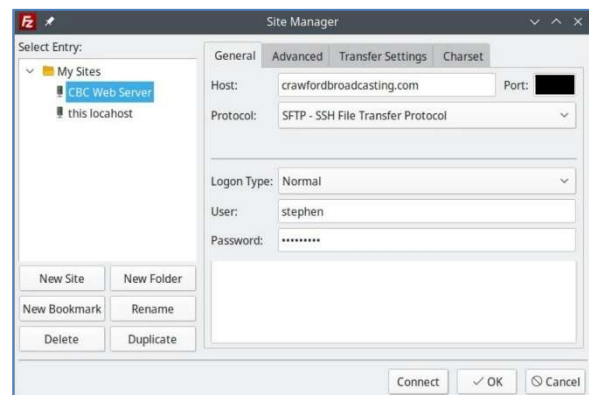 Fz Site Manager
Select Entry:
My Sites
CBC Web Server
this locahost
New Site New Folder
New Bookmark Rename
Delete Duplicate
General Advanced Transfer Settings Charset
Host: crawfordbroadcasting.com Port:
Protocol: SFTP - SSH File Transfer Protocol
Logon Type: Normal
User: stephen
Password: •••••••••
Connect OK Cancel